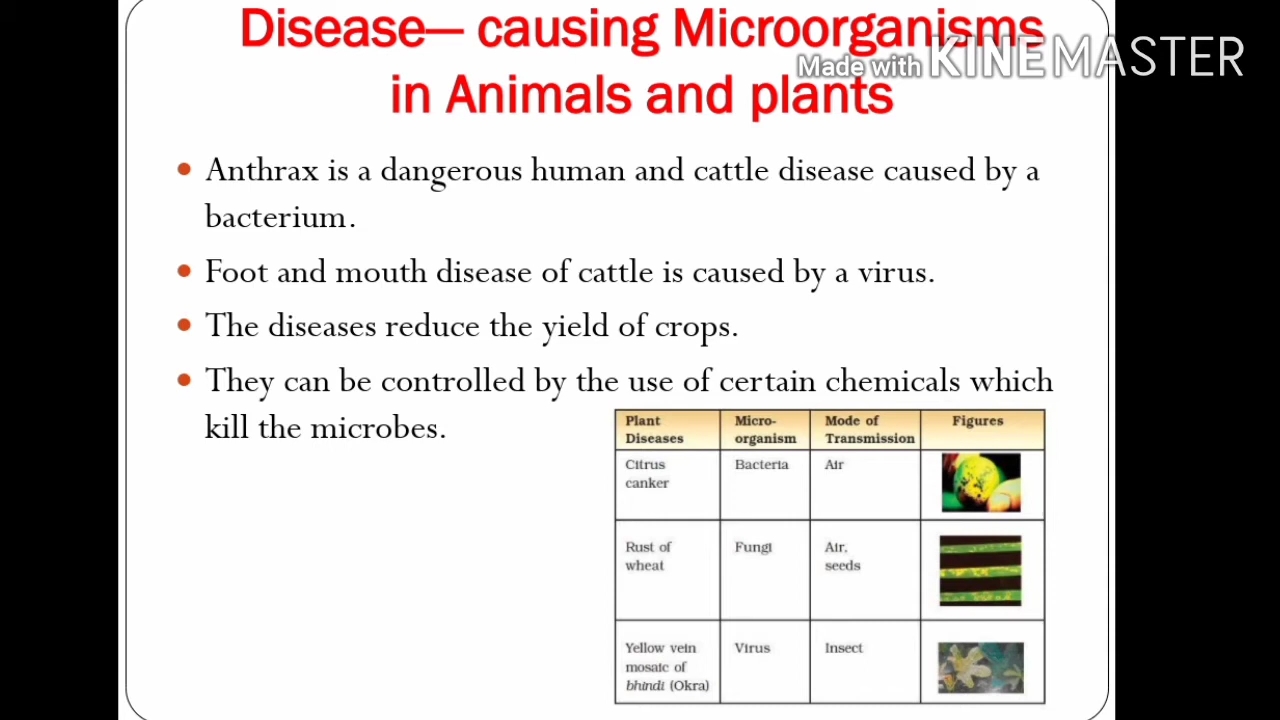 Disease— causing Microorganisms
Made with KINEMASTER
in Animals and plants
• Anthrax is a dangerous human and cattle disease caused by a
bacterium.
• Foot and mouth disease of cattle is caused by a virus.
• The diseases reduce the yield of crops.
• They can be controlled by the use of certain chemicals which
kill the microbes.
Plant Diseases | Micro-organism | Mode of Transmission | Figures
Citrus canker | Bacteria | Air
Rust of wheat | Fungi | Air, seeds
Yellow vein mosaic of bhindi (Okra) | Virus | Insect